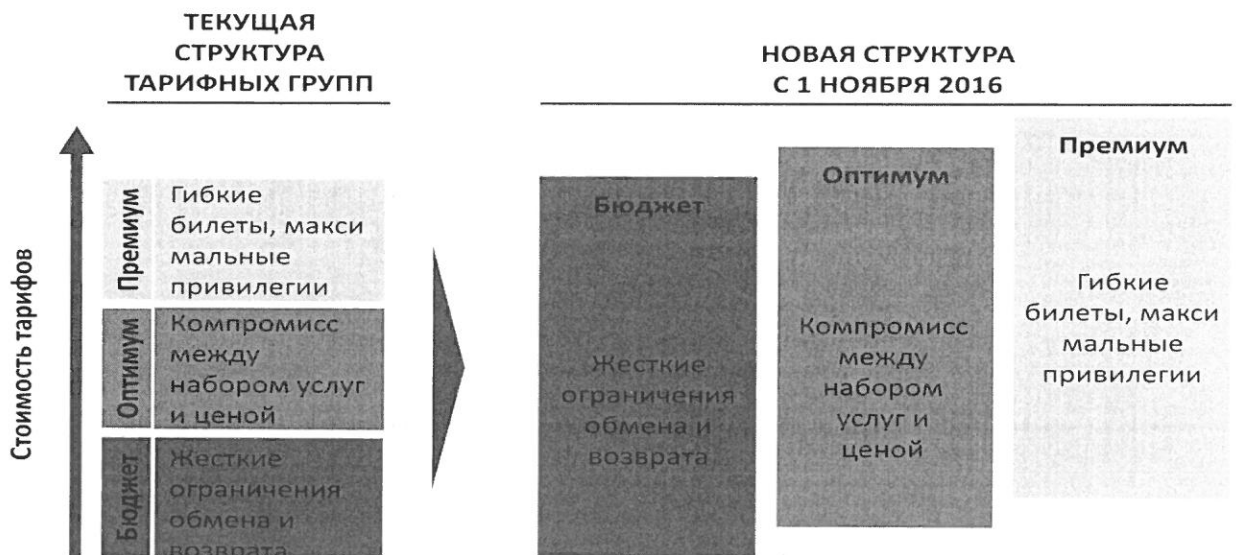 ТЕКУЩАЯ
СТРУКТУРА
ТАРИФНЫХ ГРУПП
НОВАЯ СТРУКТУРА
С 1 НОЯБРЯ 2016
Стоимость тарифов
Премиум
Гибкие
билеты, макси
мальные
привилегии
Оптимум
Компромисс
между
набором услуг
и ценой
Бюджет
Жесткие
ограничения
обмена и
возврата
Бюджет
Жесткие
ограничения
обмена и
возврата
Оптимум
Компромисс
между
набором
услуг и
ценой
Премиум
Гибкие
билеты, макси
мальные
привилегии